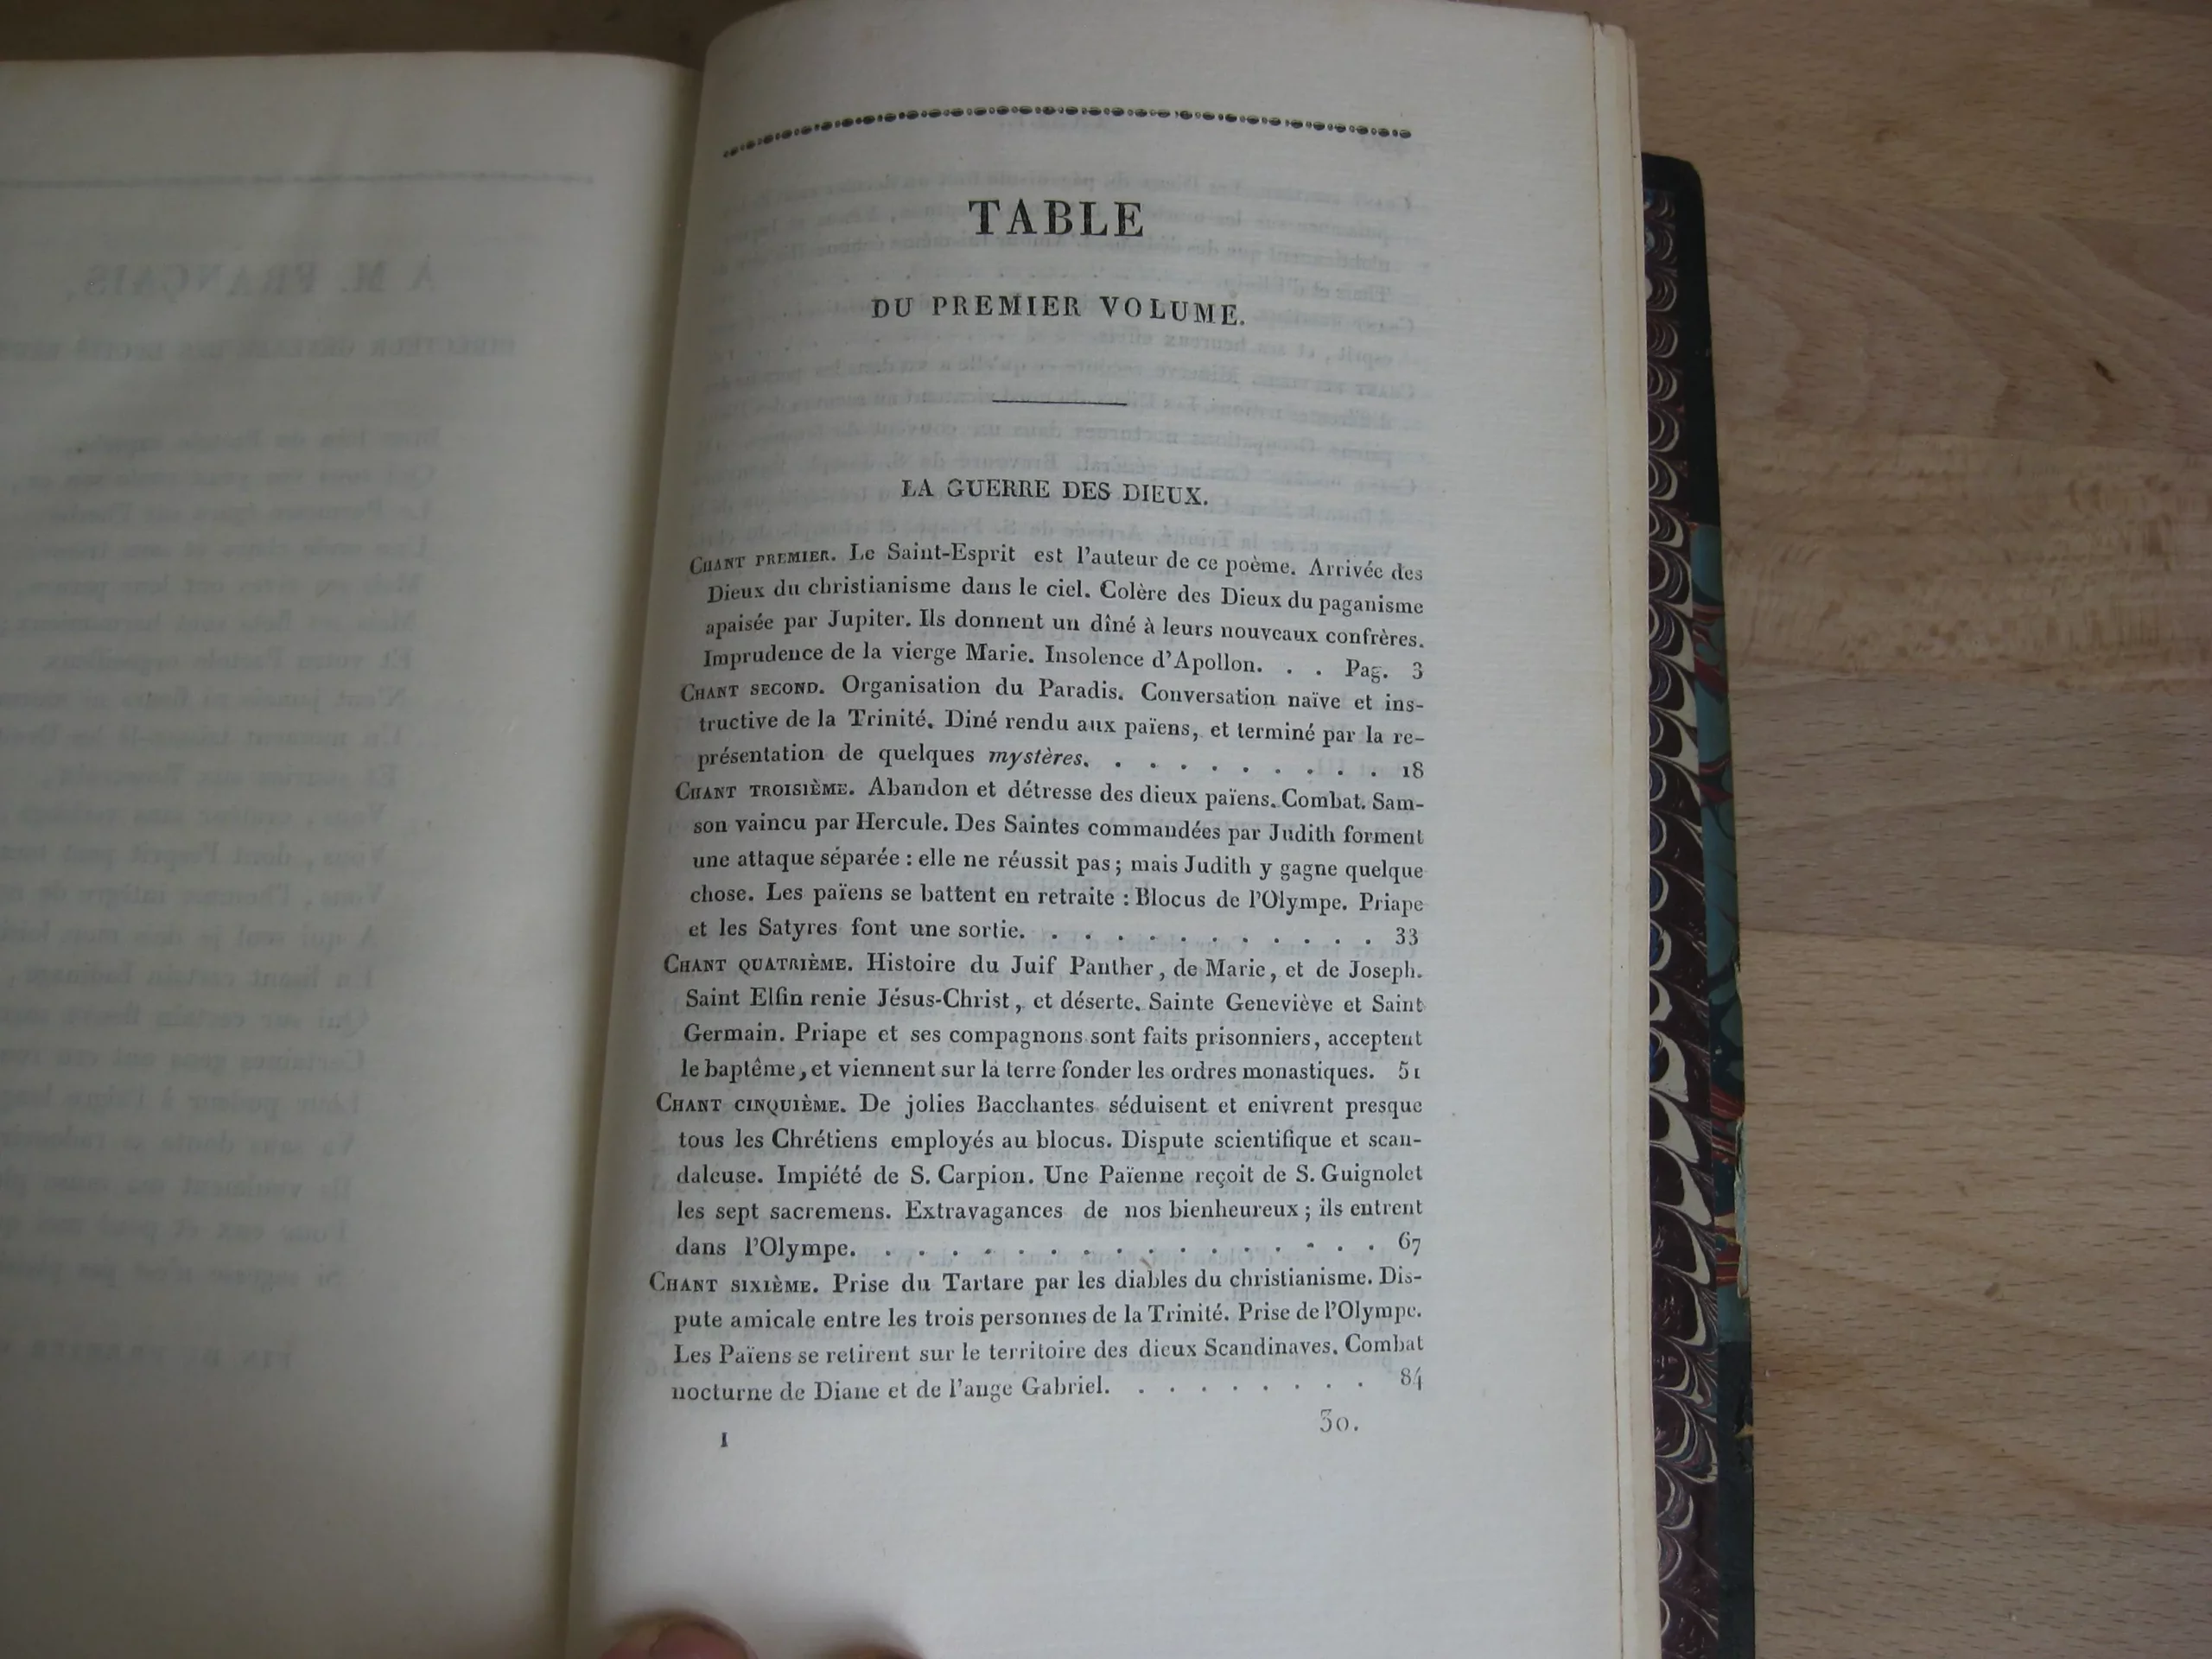 TABLE
DU PREMIER VOLUME.
LA GUERRE DES DIEUX.
CHANT PREMIER. Le Saint-Esprit est l'auteur de ce poème. Arrivée des
Dieux du christianisme dans le ciel. Colère des Dieux du paganisme
apaisée par Jupiter. Ils donnent un dîné à leurs nouveaux confrères.
Imprudence de la vierge Marie. Insolence d'Apollon. . . Pag. 3
CHANT SECOND. Organisation du Paradis. Conversation naïve et ins-
tructive de la Trinité. Diné rendu aux païens, et terminé par la re-
présentation de quelques mystères. . . . . . . . . . 18
CHANT TROISIÈME. Abandon et détresse des dieux païens. Combat. Sam-
son vaincu par Hercule. Des Saintes commandées par Judith forment
une attaque séparée : elle ne réussit pas ; mais Judith y gagne quelque
chose. Les païens se battent en retraite : Blocus de l'Olympe. Priape
et les Satyres font une sortie. . . . . . . . . . . . 33
CHANT QUATRIÈME. Histoire du Juif Panther, de Marie, et de Joseph.
Saint Elfin renie Jésus-Christ, et déserte. Sainte Geneviève et Saint
Germain. Priape et ses compagnons sont faits prisonniers, acceptent
le baptême, et viennent sur la terre fonder les ordres monastiques. 51
CHANT CINQUIÈME. De jolies Bacchantes séduisent et enivrent presque
tous les Chrétiens employés au blocus. Dispute scientifique et scan-
daleuse. Impiété de S. Carpion. Une Païenne reçoit de S. Guignolet
les sept sacremens. Extravagances de nos bienheureux ; ils entrent
dans l'Olympe. . . . . . . . . . . . . . . . . 67
CHANT SIXIÈME. Prise du Tartare par les diables du christianisme. Dis-
pute amicale entre les trois personnes de la Trinité. Prise de l'Olympe.
Les Païens se retirent sur le territoire des dieux Scandinaves. Combat
nocturne de Diane et de l'ange Gabriel. . . . . . . . . 84
I 30.